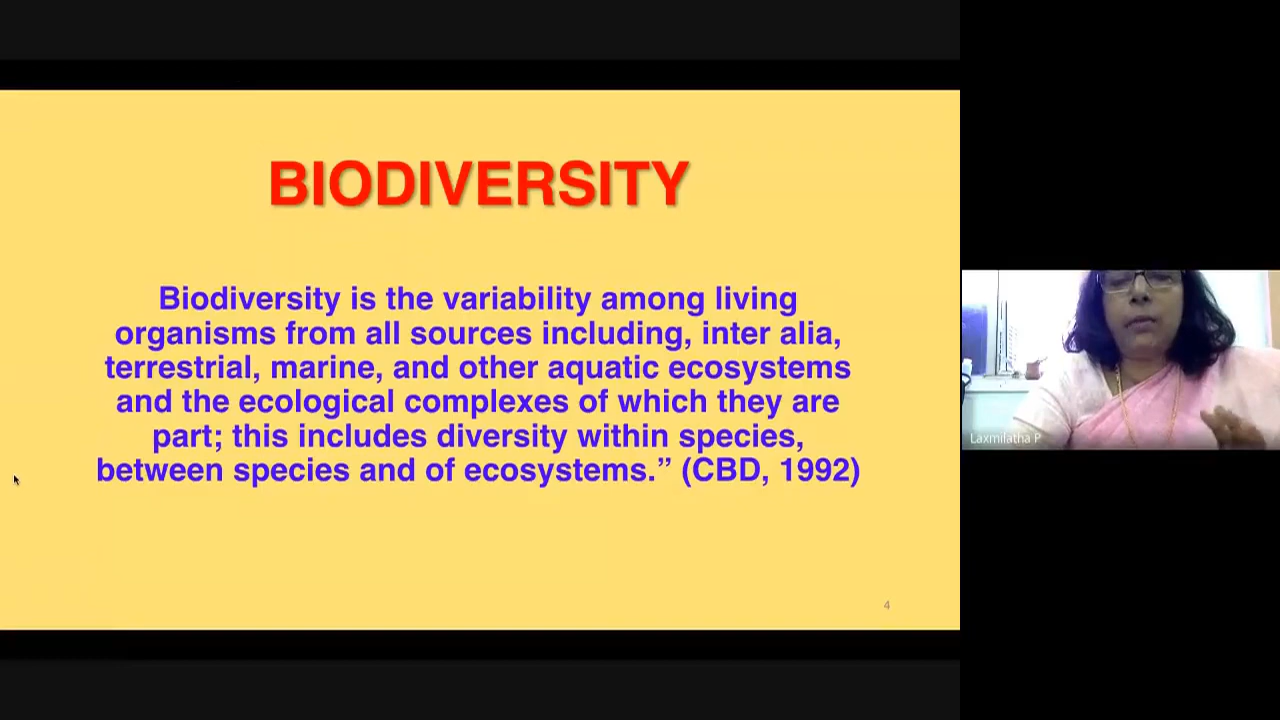 BIODIVERSITY
Biodiversity is the variability among living
organisms from all sources including, inter alia,
terrestrial, marine, and other aquatic ecosystems
and the ecological complexes of which they are
part; this includes diversity within species,
between species and of ecosystems.” (CBD, 1992)
4
Laxmilatha P